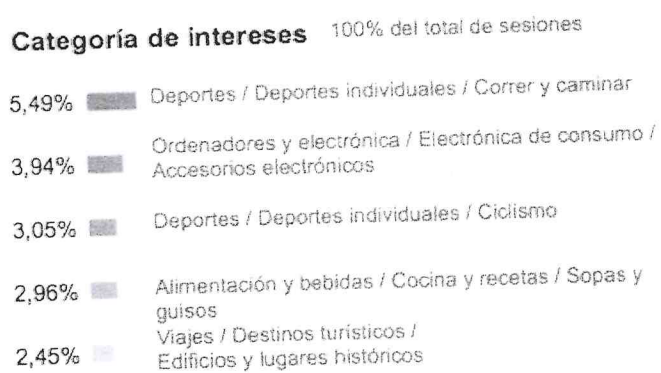 Categoría de intereses 100% del total de sesiones
5,49% Deportes / Deportes individuales / Correr y caminar
Ordenadores y electrónica / Electrónica de consumo /
3,94% Accesorios electrónicos
3,05% Deportes / Deportes individuales / Ciclismo
2,96% Alimentación y bebidas / Cocina y recetas / Sopas y
guisos
Viajes / Destinos turísticos /
2,45% Edificios y lugares históricos